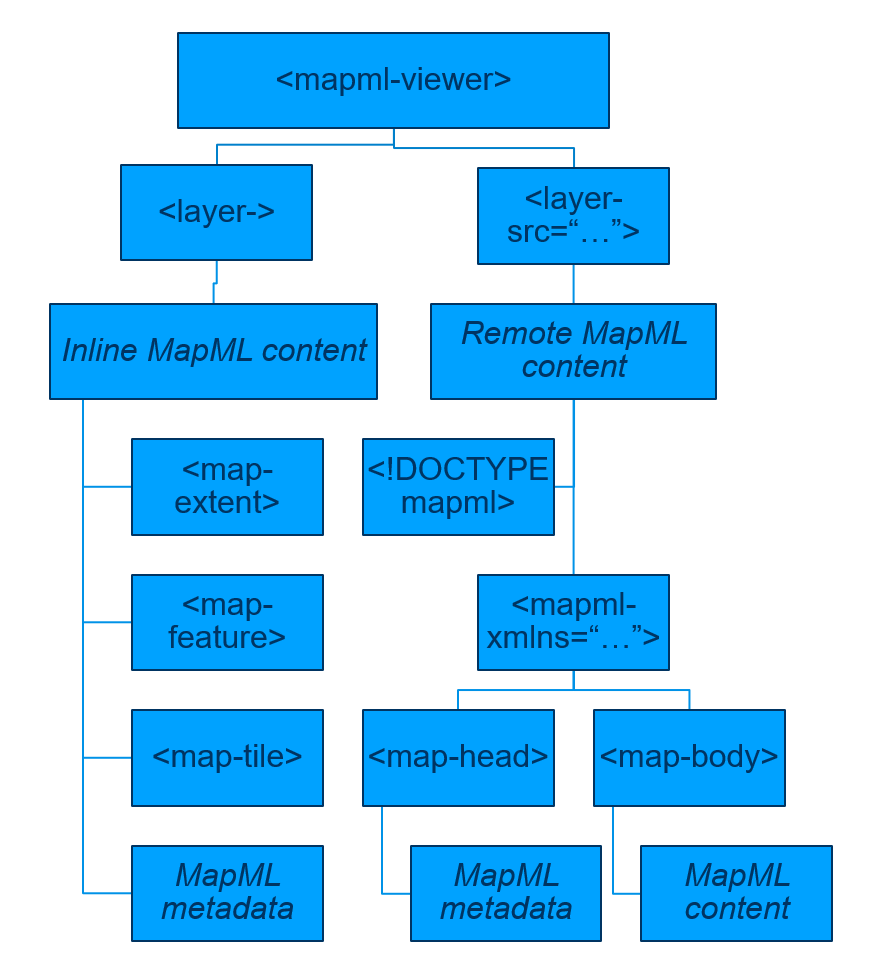 <mapml-viewer>
<layer->
<layer-
src=“…”>
Inline MapML content
Remote MapML
content
<map-
extent>
<!DOCTYPE
mapml>
<map-
feature>
<mapml-
xmlns=“…”>
<map-tile>
<map-head>
<map-body>
MapML
metadata
MapML
metadata
MapML
content